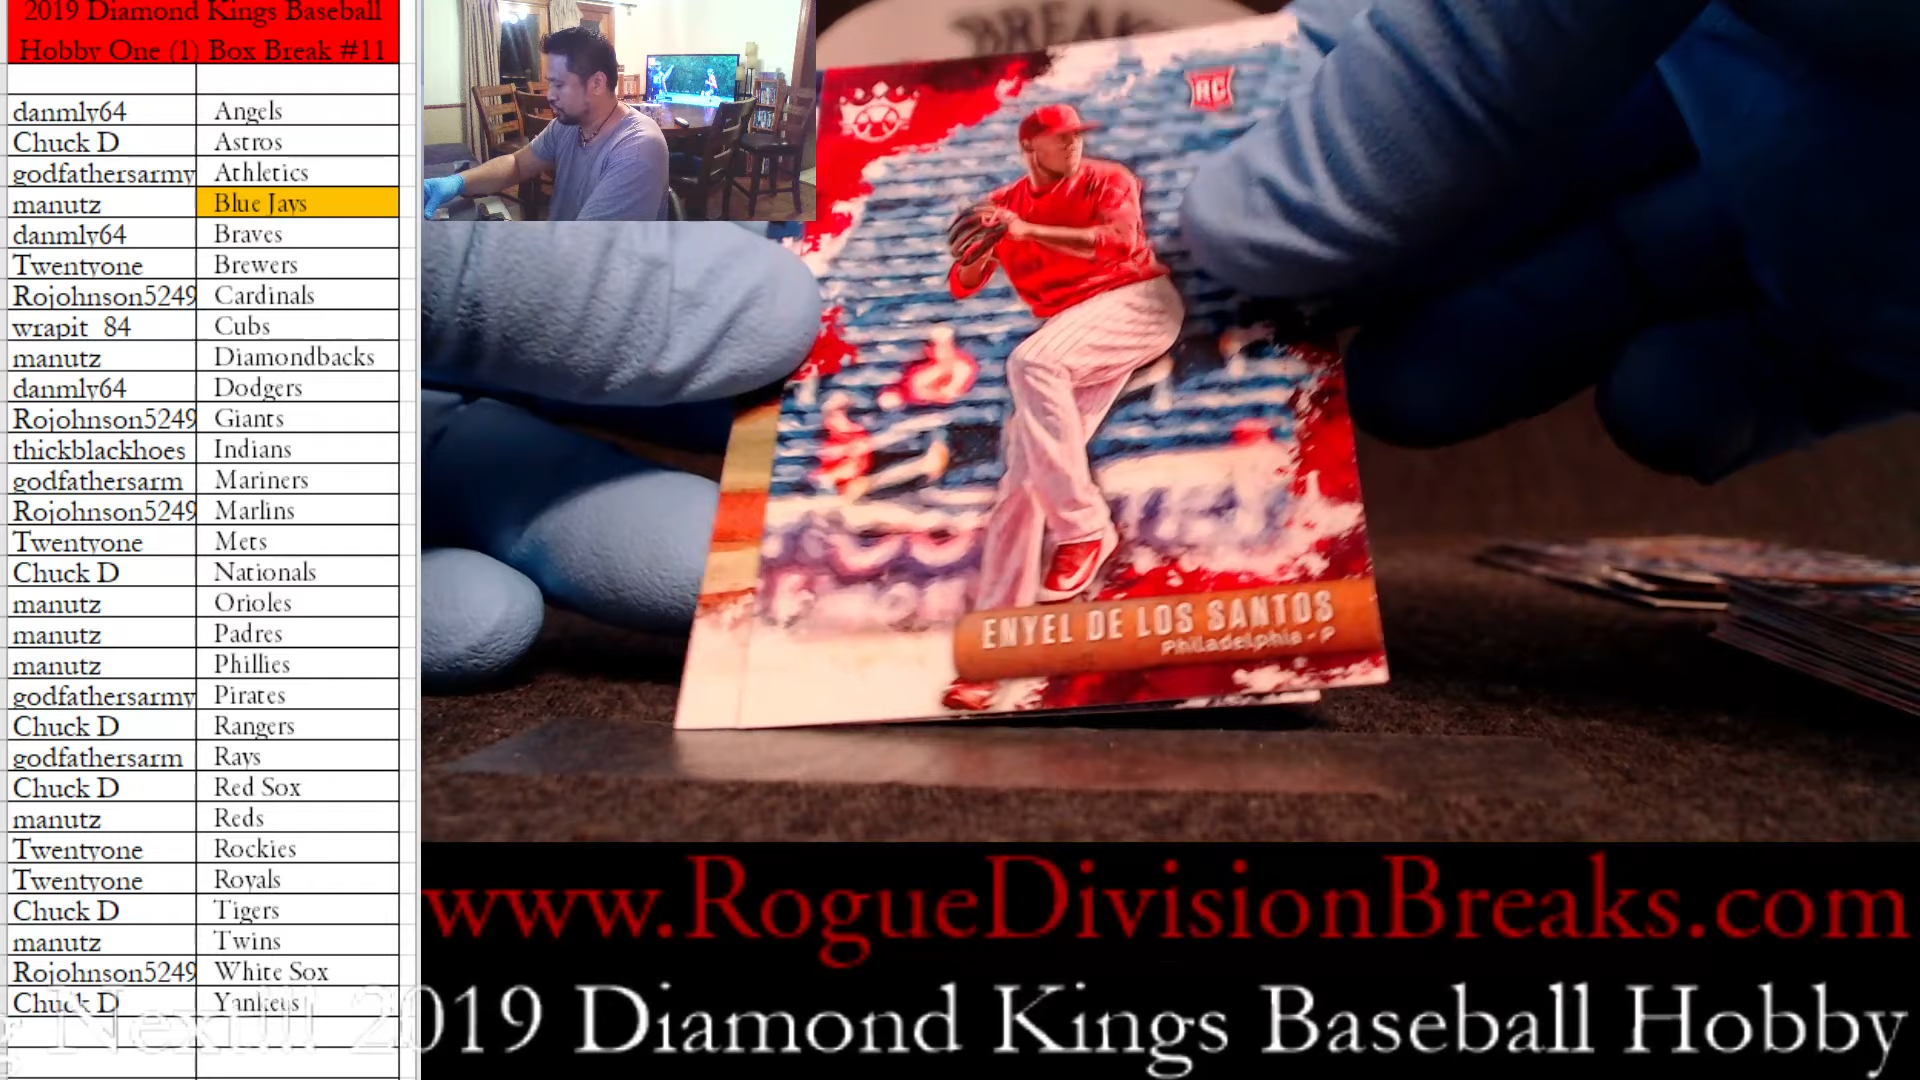 2019 Diamond Kings Baseball
Hobby One (1) Box Break #11
danmly64 Angels
Chuck D Astros
godfathersarmy Athletics
manutz Blue Jays
danmly64 Braves
Twentyone Brewers
Rojohnson5249 Cardinals
wrapit_84 Cubs
manutz Diamondbacks
danmly64 Dodgers
Rojohnson5249 Giants
thickblackhoes Indians
godfathersarm Mariners
Rojohnson5249 Marlins
Twentyone Mets
Chuck D Nationals
manutz Orioles
manutz Padres
manutz Phillies
godfathersarmy Pirates
Chuck D Rangers
godfathersarm Rays
Chuck D Red Sox
manutz Reds
Twentyone Rockies
Twentyone Royals
Chuck D Tigers
manutz Twins
Rojohnson5249 White Sox
Chuck D Yankees
BREAKS
RC
ENYEL DE LOS SANTOS
Philadelphia - P
www.RogueDivisionBreaks.com
Next!!! 2019 Diamond Kings Baseball Hobby